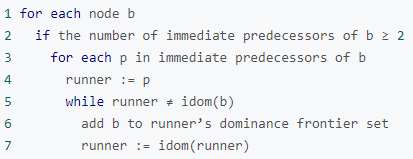 1 for each node b
2   if the number of immediate predecessors of b ≥ 2
3     for each p in immediate predecessors of b
4       runner := p
5       while runner ≠ idom(b)
6         add b to runner’s dominance frontier set
7         runner := idom(runner)